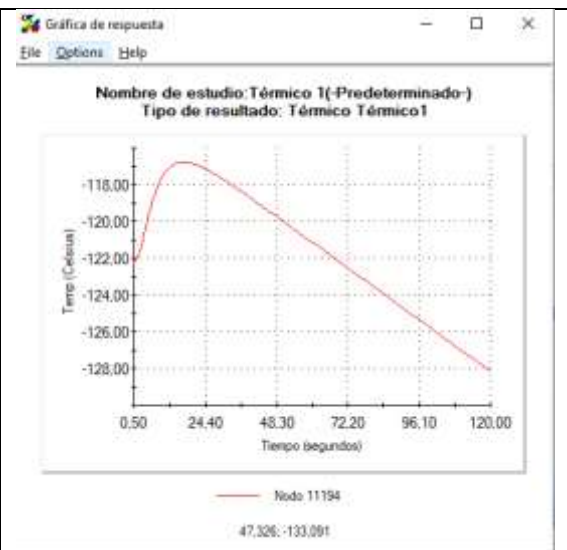 Gráfica de respuesta
File Options Help
Nombre de estudio:Térmico 1(-Predeterminado-)
Tipo de resultado: Térmico Térmico1
Temp (Celsius)
-118,00
-120,00
-122,00
-124,00
-126,00
-128,00
0.50 24.40 48.30 72.20 96.10 120.00
Tiempo (segundos)
Nodo 11194
47,326; -133,091